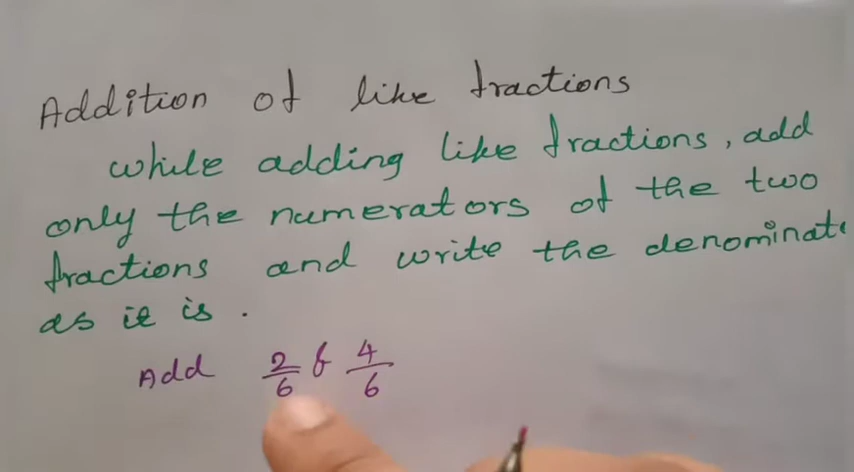 Addition of like fractions
while adding like fractions, add
only the numerators of the two
fractions and write the denominat
as it is.
Add 2/6 & 4/6